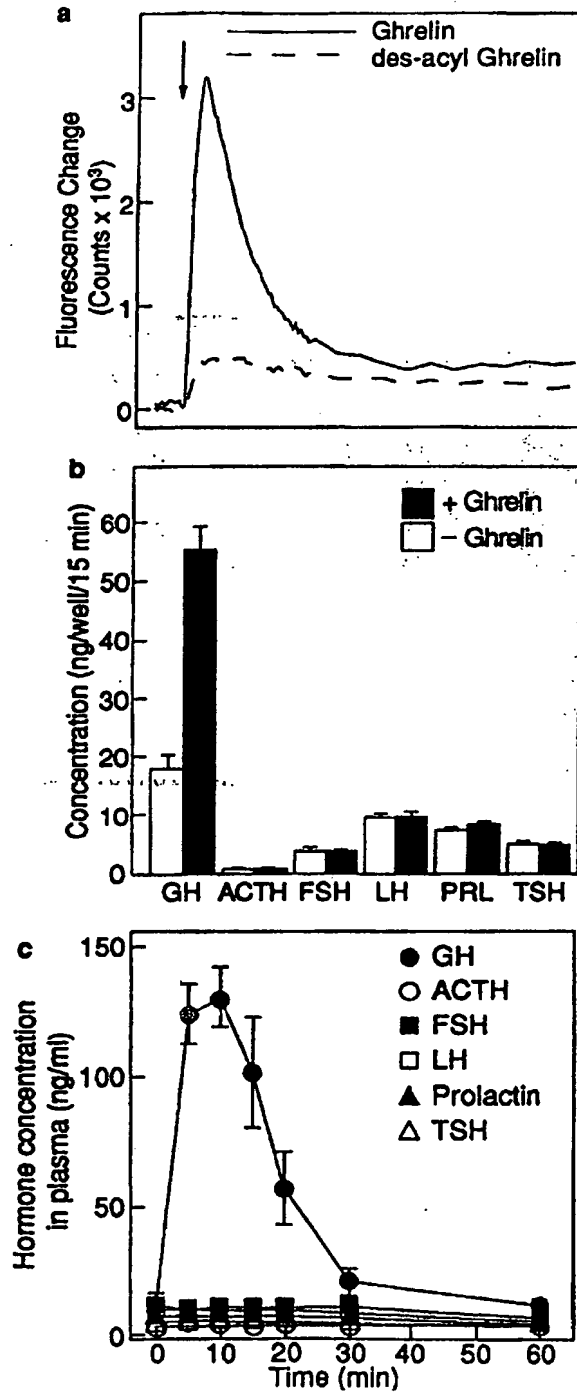 a
Ghrelin
des-acyl Ghrelin
Fluorescence Change
(Counts x 10³)
3
2
1
0
b
+ Ghrelin
− Ghrelin
Concentration (ng/well/15 min)
60
50
40
30
20
10
0
GH ACTH FSH LH PRL TSH
c
GH
ACTH
FSH
LH
Prolactin
TSH
Hormone concentration
in plasma (ng/ml)
150
100
50
0
0 10 20 30 40 50 60
Time (min)